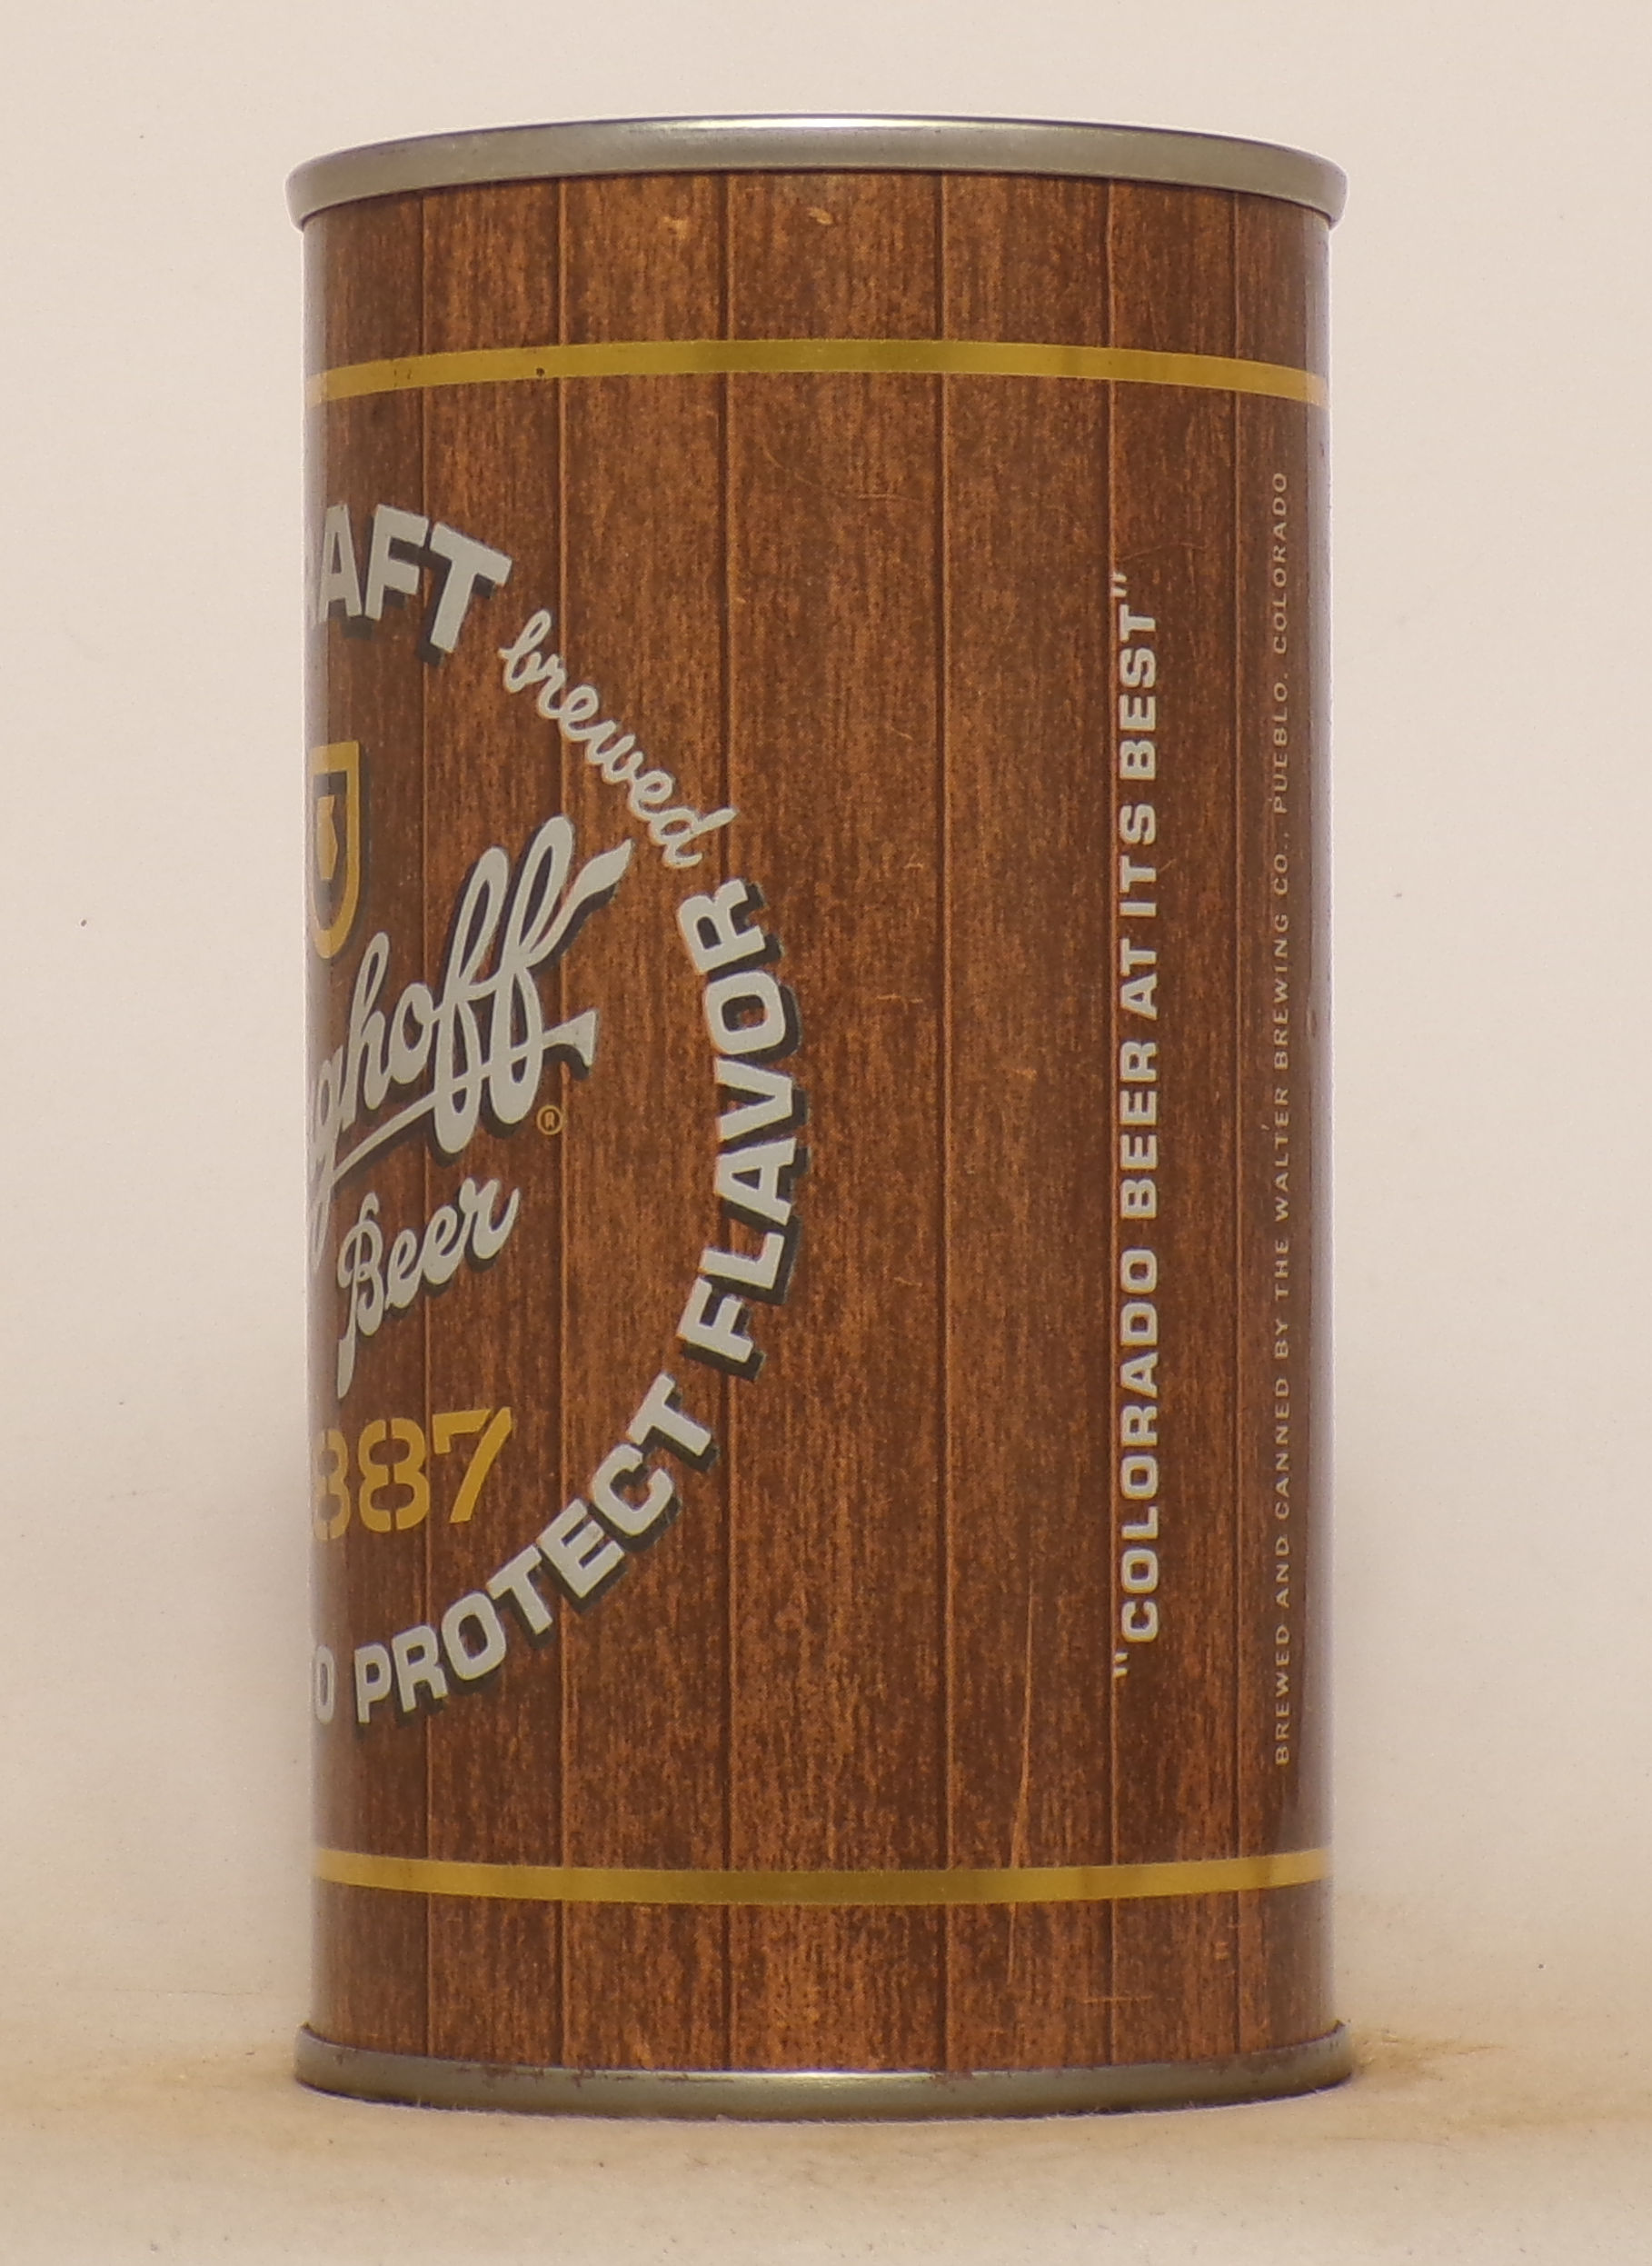 AFT brewed
ghoff
®
Beer
887
O PROTECT FLAVOR
"COLORADO BEER AT ITS BEST"
BREWED AND CANNED BY THE WALTER BREWING CO., PUEBLO, COLORADO